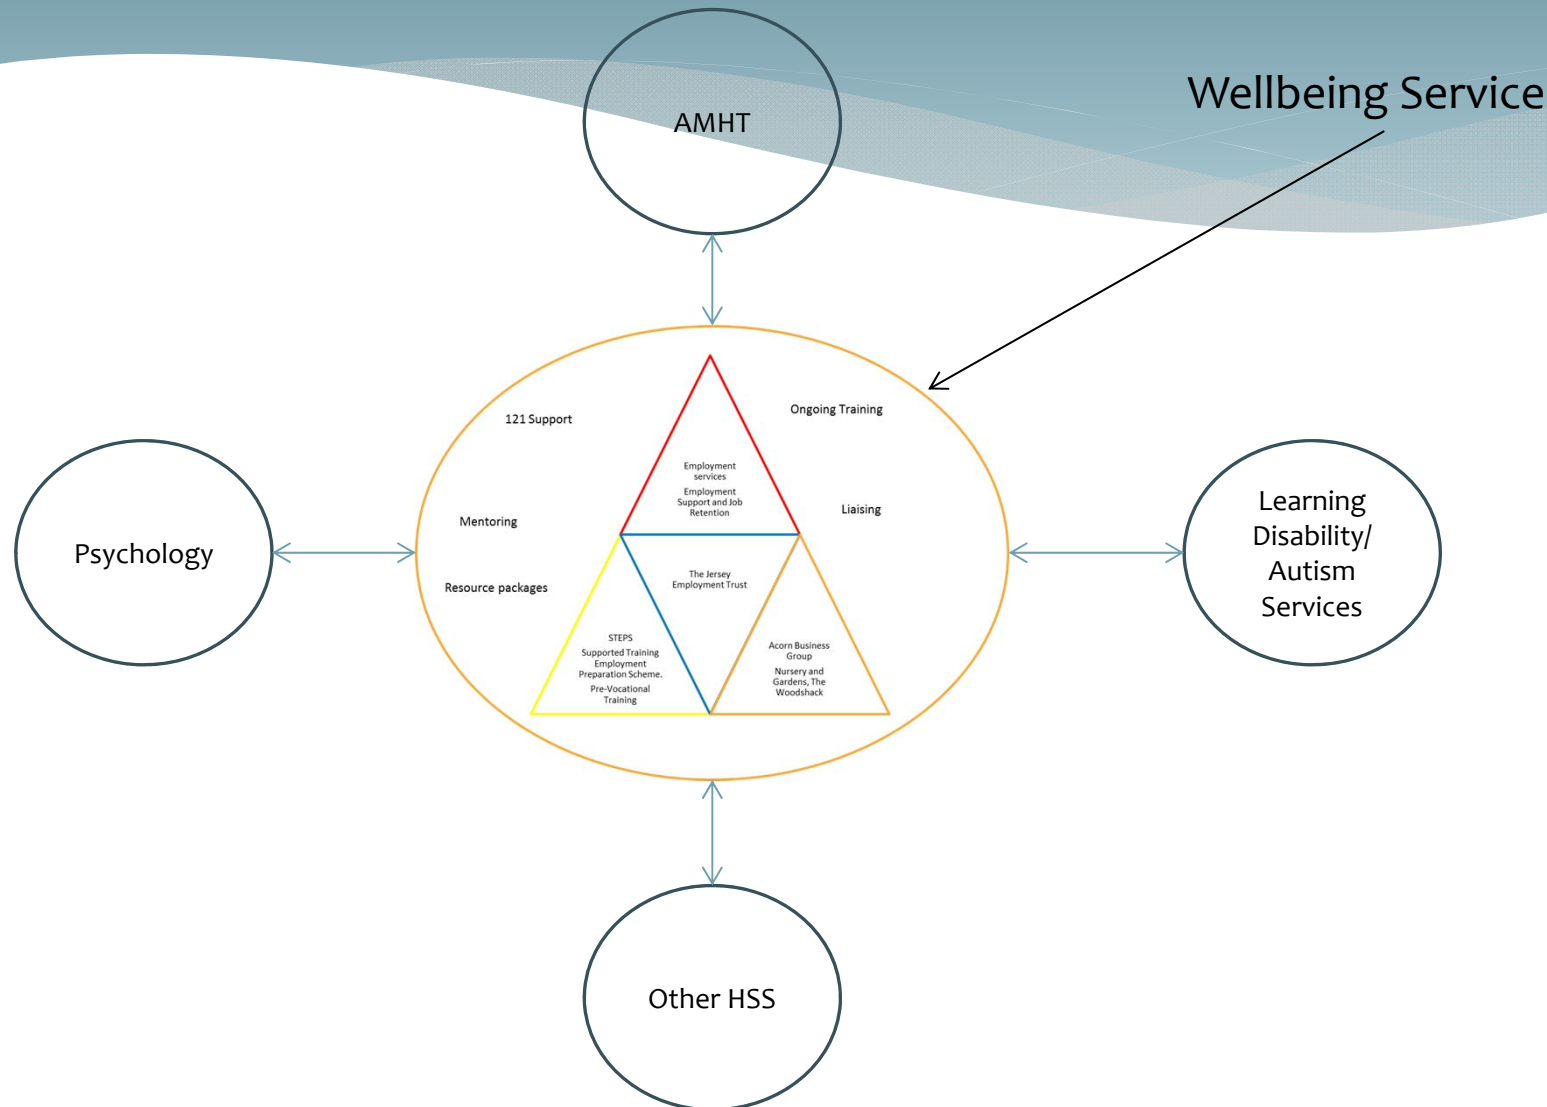 Wellbeing Service
AMHT
121 Support
Ongoing Training
Employment
services
Employment
Support and Job
Retention
Mentoring
Liaising
Psychology
Learning
Disability/
Autism
Services
Resource packages
The Jersey
Employment Trust
STEPS
Supported Training
Employment
Preparation Scheme.
Pre-Vocational
Training
Acorn Business
Group
Nursery and
Gardens, The
Woodshack
Other HSS